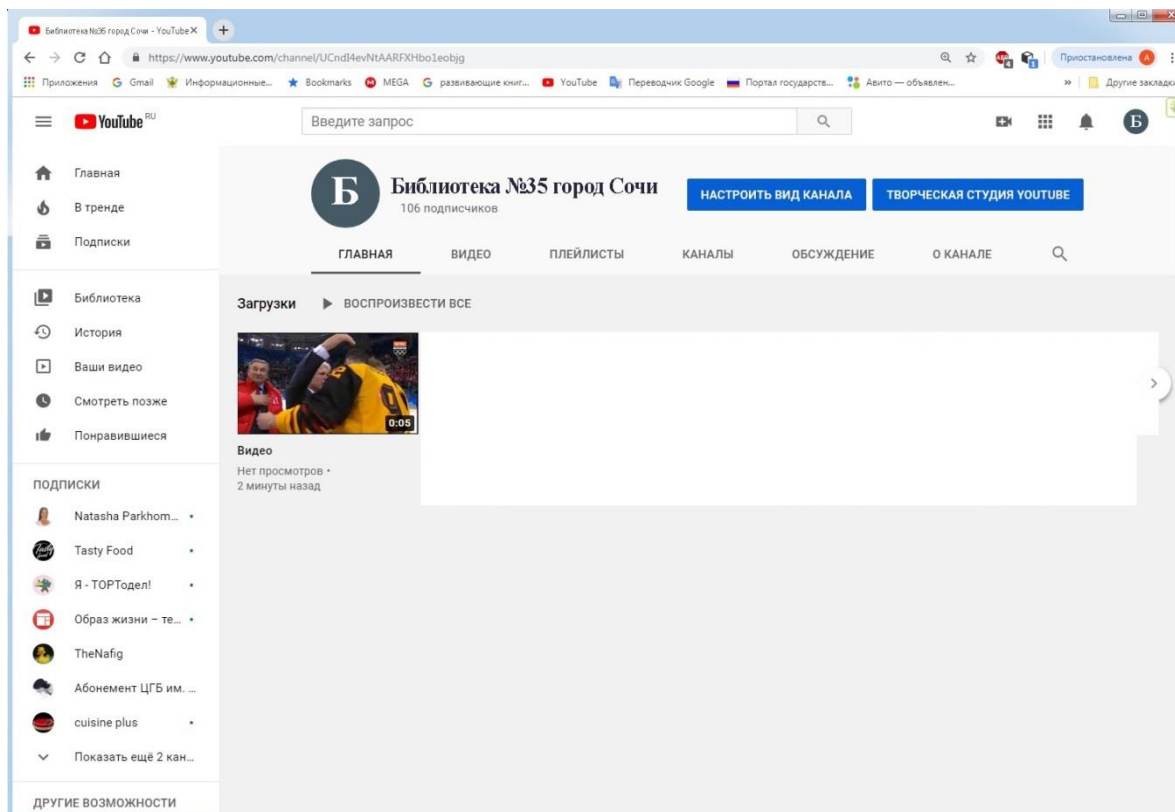 Библиотека №35 город Сочи - YouTube
https://www.youtube.com/channel/UCndI4evNtAARFXHbo1eobjg
Приостановлена А
Приложения Gmail Информационные... Bookmarks MEGA развивающие книг... YouTube Переводчик Google Портал государств... Авито — объявлен... » Другие закладки
YouTube RU
Введите запрос
Б
Главная
В тренде
Подписки
Библиотека
История
Ваши видео
Смотреть позже
Понравившиеся
ПОДПИСКИ
Natasha Parkhom...
Tasty Food
Я - ТОРТодел!
Образ жизни – те...
TheNafig
Абонемент ЦГБ им. ...
cuisine plus
Показать ещё 2 кан...
ДРУГИЕ ВОЗМОЖНОСТИ
Б
Библиотека №35 город Сочи
106 подписчиков
НАСТРОИТЬ ВИД КАНАЛА
ТВОРЧЕСКАЯ СТУДИЯ YOUTUBE
ГЛАВНАЯ ВИДЕО ПЛЕЙЛИСТЫ КАНАЛЫ ОБСУЖДЕНИЕ О КАНАЛЕ
Загрузки ВОСПРОИЗВЕСТИ ВСЕ
0:05
Видео
Нет просмотров •
2 минуты назад